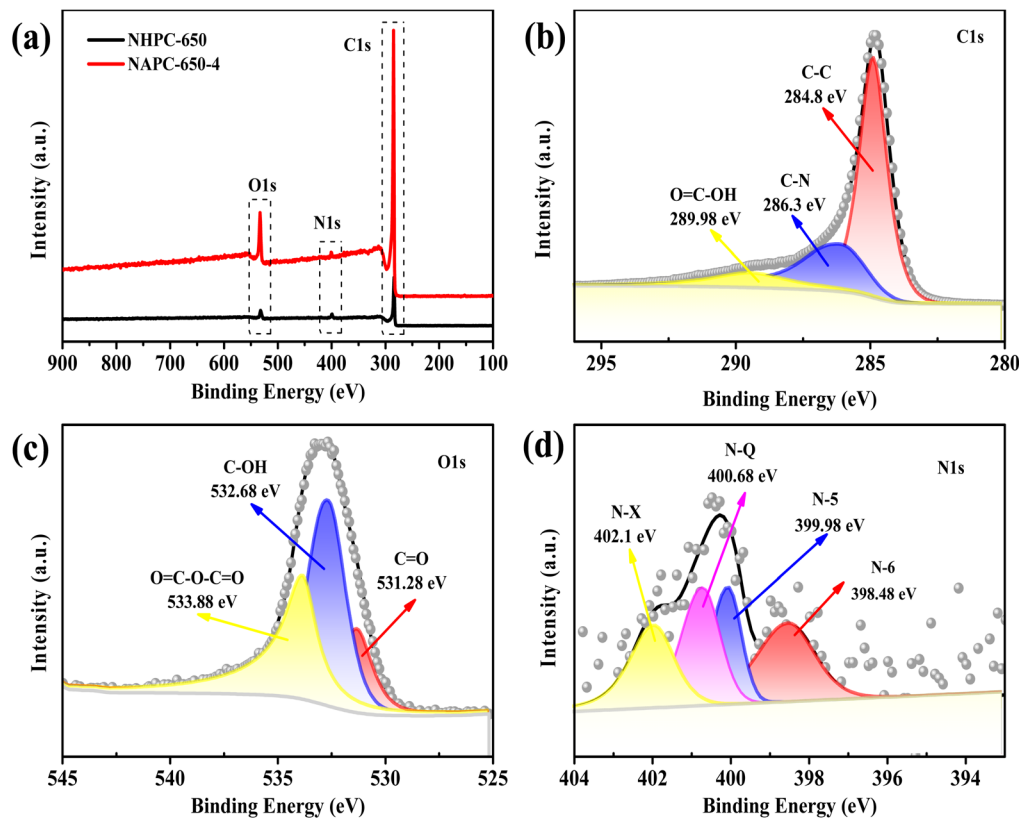 (a)
NHPC-650
NAPC-650-4
C1s
O1s
N1s
Intensity (a.u.)
900 800 700 600 500 400 300 200 100
Binding Energy (eV)
(b)
C1s
C-C
284.8 eV
C-N
286.3 eV
O=C-OH
289.98 eV
Intensity (a.u.)
295 290 285 280
Binding Energy (eV)
(c)
O1s
C-OH
532.68 eV
C=O
531.28 eV
O=C-O-C=O
533.88 eV
Intensity (a.u.)
545 540 535 530 525
Binding Energy (eV)
(d)
N1s
N-Q
400.68 eV
N-5
399.98 eV
N-X
402.1 eV
N-6
398.48 eV
Intensity (a.u.)
404 402 400 398 396 394
Binding Energy (eV)